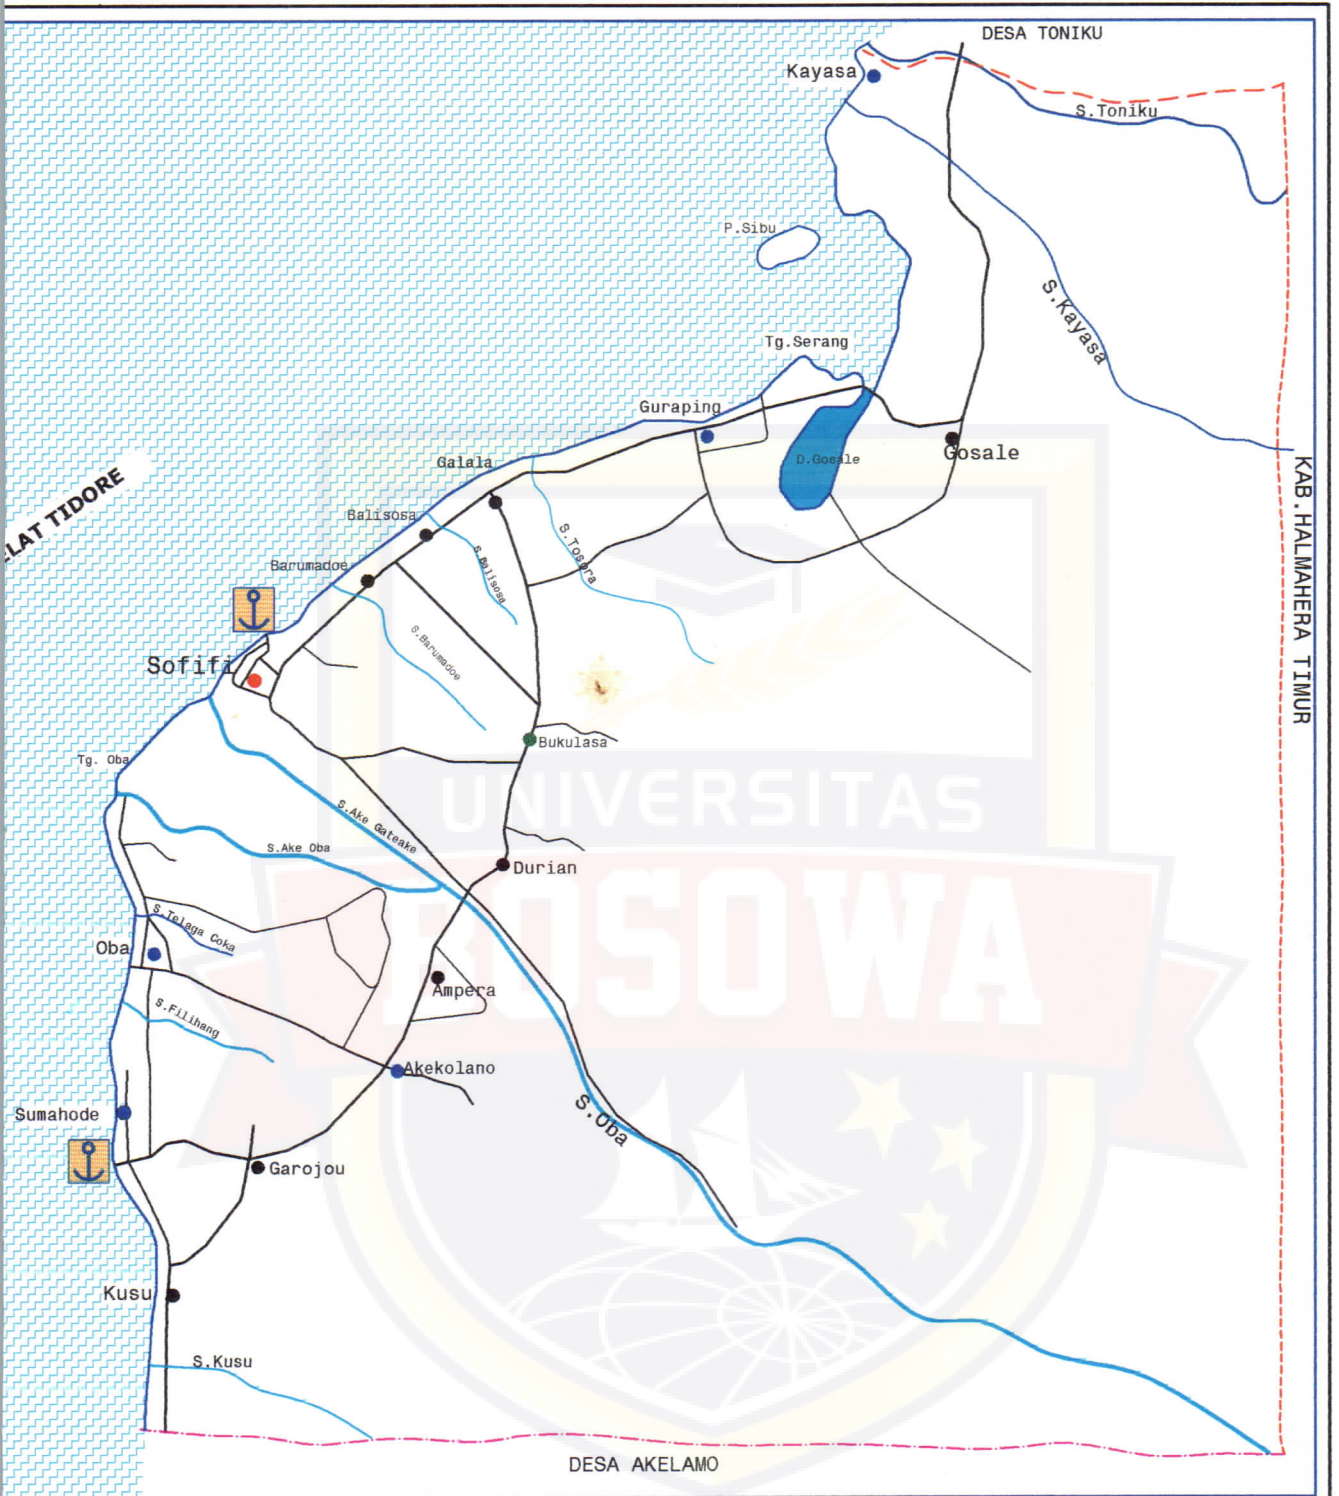 DESA TONIKU
Kayasa
S.Toniku
P.Sibu
S.Kayasa
Tg.Serang
Guraping
Gosale
D.Gosale
Galala
KAB.HALMAHERA TIMUR
LAT TIDORE
Balisosa
S.Tosora
S.Balisosa
Barumadoe
S.Barumadoe
Sofifi
Bukulasa
Tg. Oba
UNIVERSITAS
S.Ake Gateake
S.Ake Oba
Durian
BOSOWA
S.Telaga Coka
Oba
Ampera
S.Filihang
Akekolano
Sumahode
S.Oba
Garojou
Kusu
S.Kusu
DESA AKELAMO